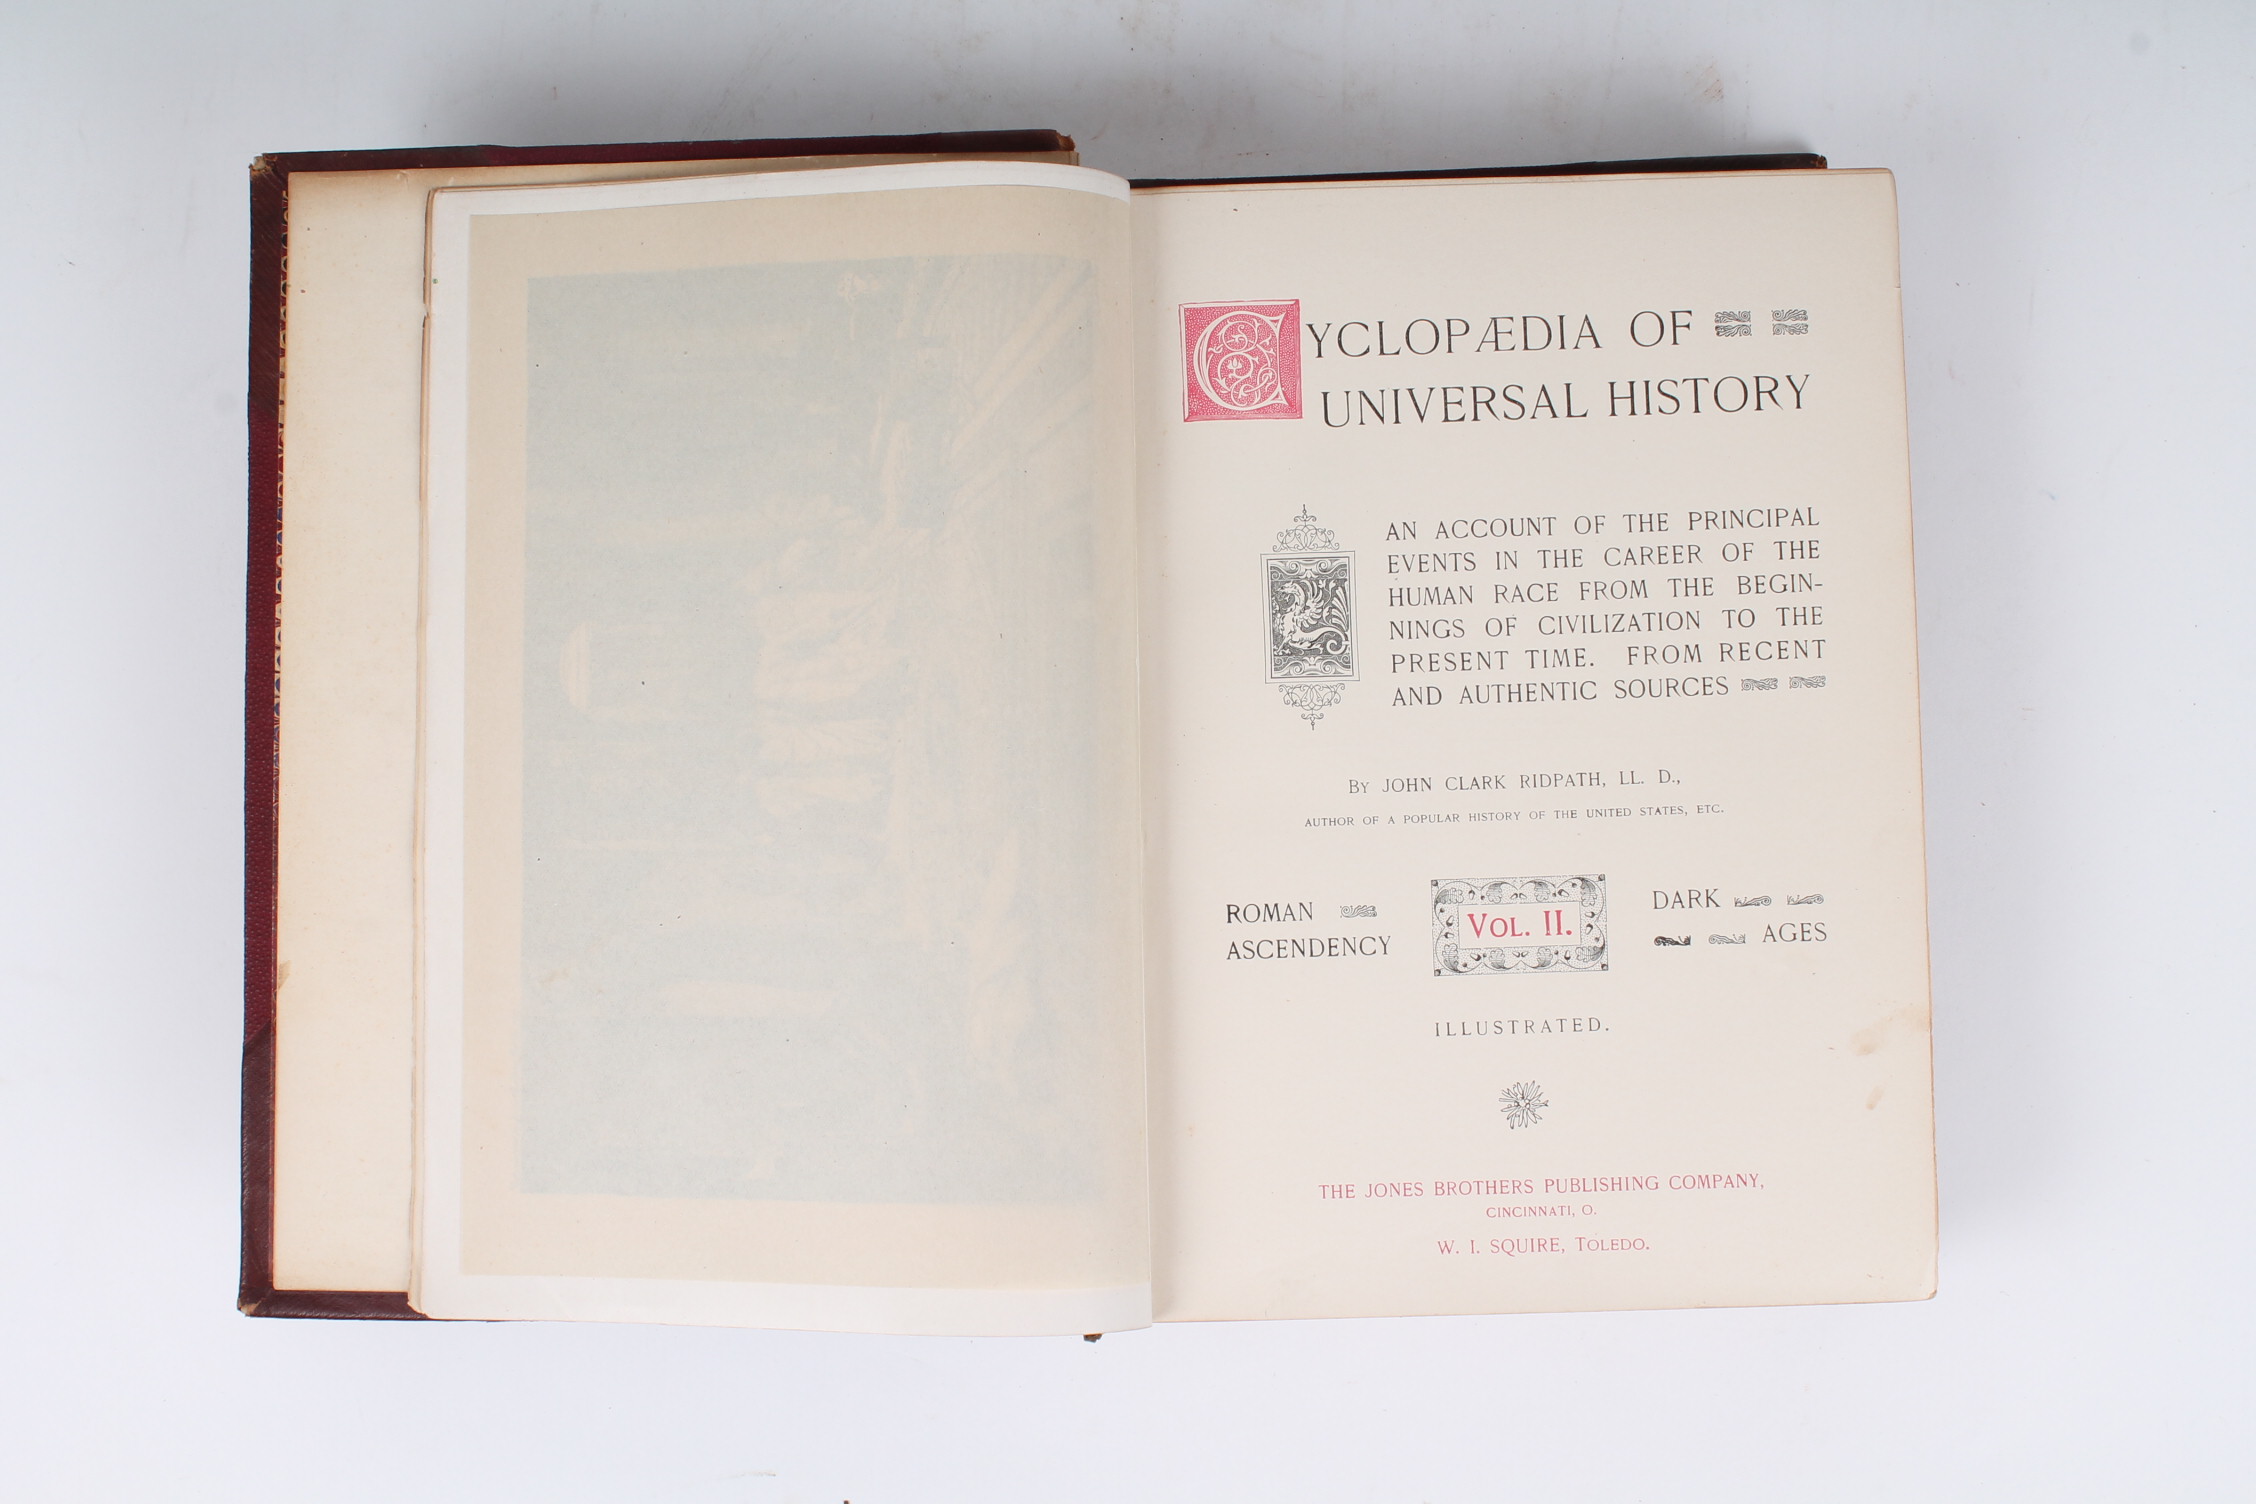 CYCLOPÆDIA OF
UNIVERSAL HISTORY
AN ACCOUNT OF THE PRINCIPAL
EVENTS IN THE CAREER OF THE
HUMAN RACE FROM THE BEGIN-
NINGS OF CIVILIZATION TO THE
PRESENT TIME. FROM RECENT
AND AUTHENTIC SOURCES
BY JOHN CLARK RIDPATH, LL. D.,
AUTHOR OF A POPULAR HISTORY OF THE UNITED STATES, ETC.
ROMAN
ASCENDENCY
VOL. II.
DARK
AGES
ILLUSTRATED.
THE JONES BROTHERS PUBLISHING COMPANY,
CINCINNATI, O.
W. I. SQUIRE, TOLEDO.